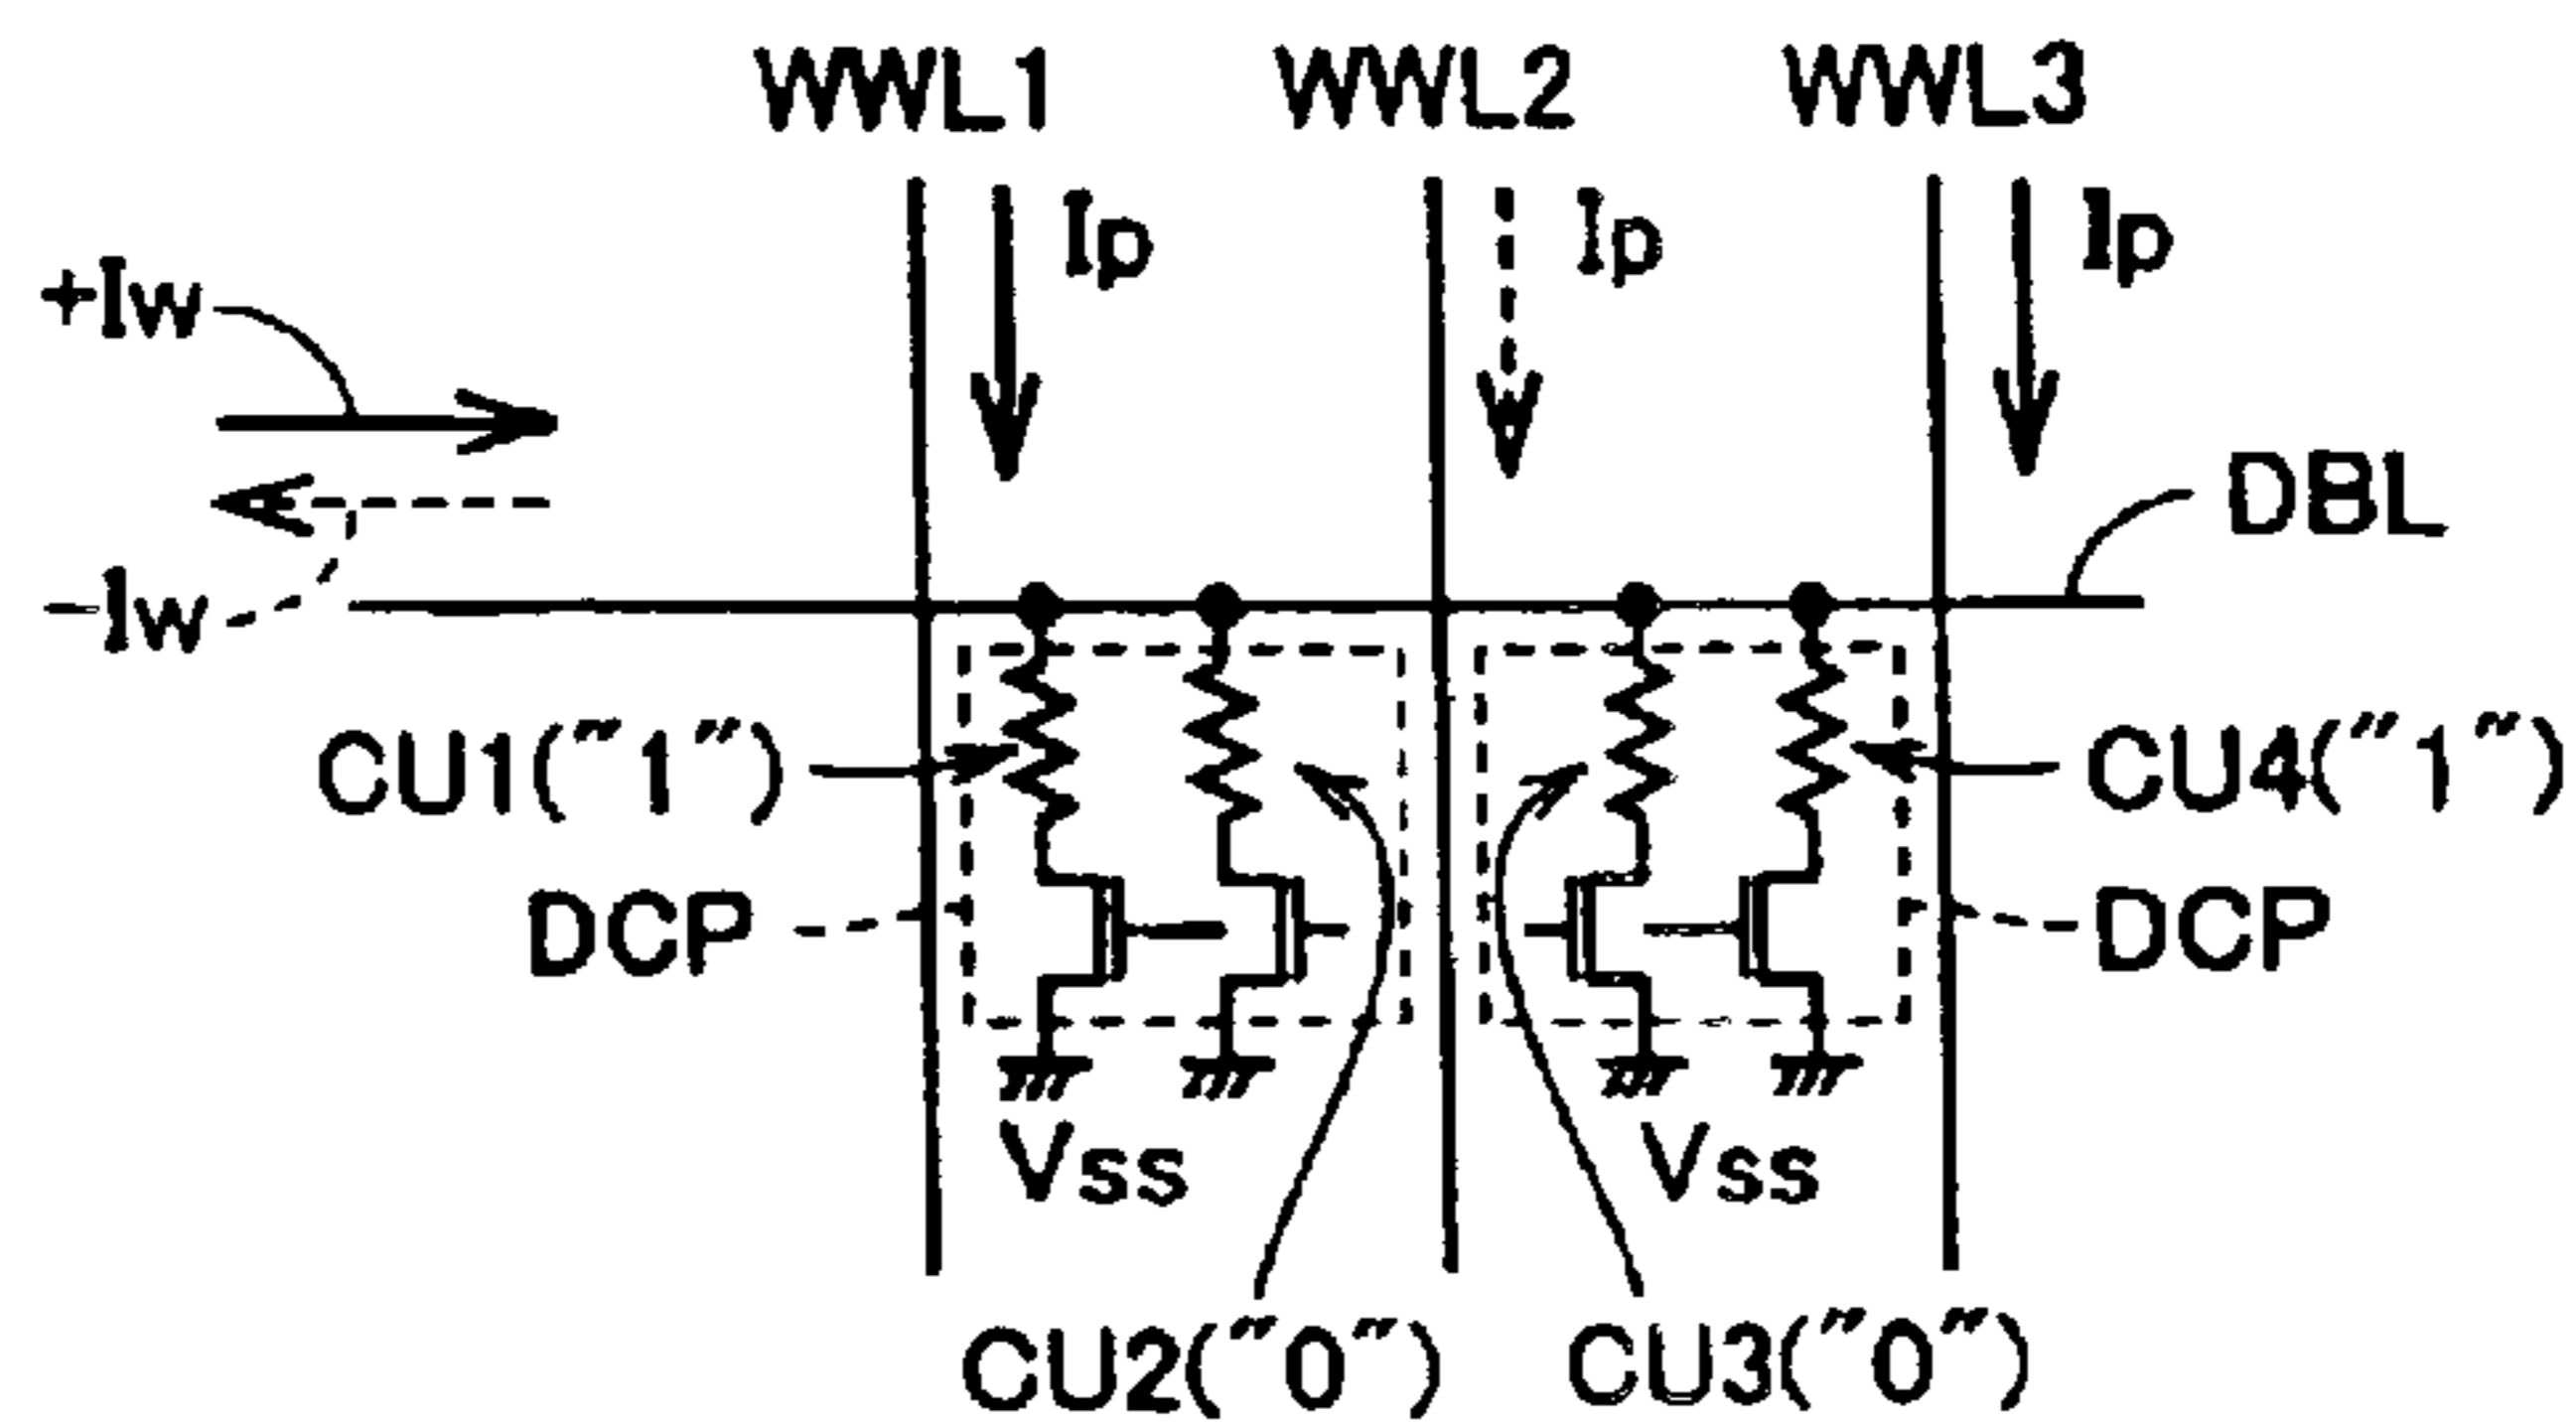 WWL1 WWL2 WWL3
Ip Ip Ip
+Iw
DBL
−Iw
CU1("1") CU4("1")
DCP DCP
Vss Vss
CU2("0") CU3("0")